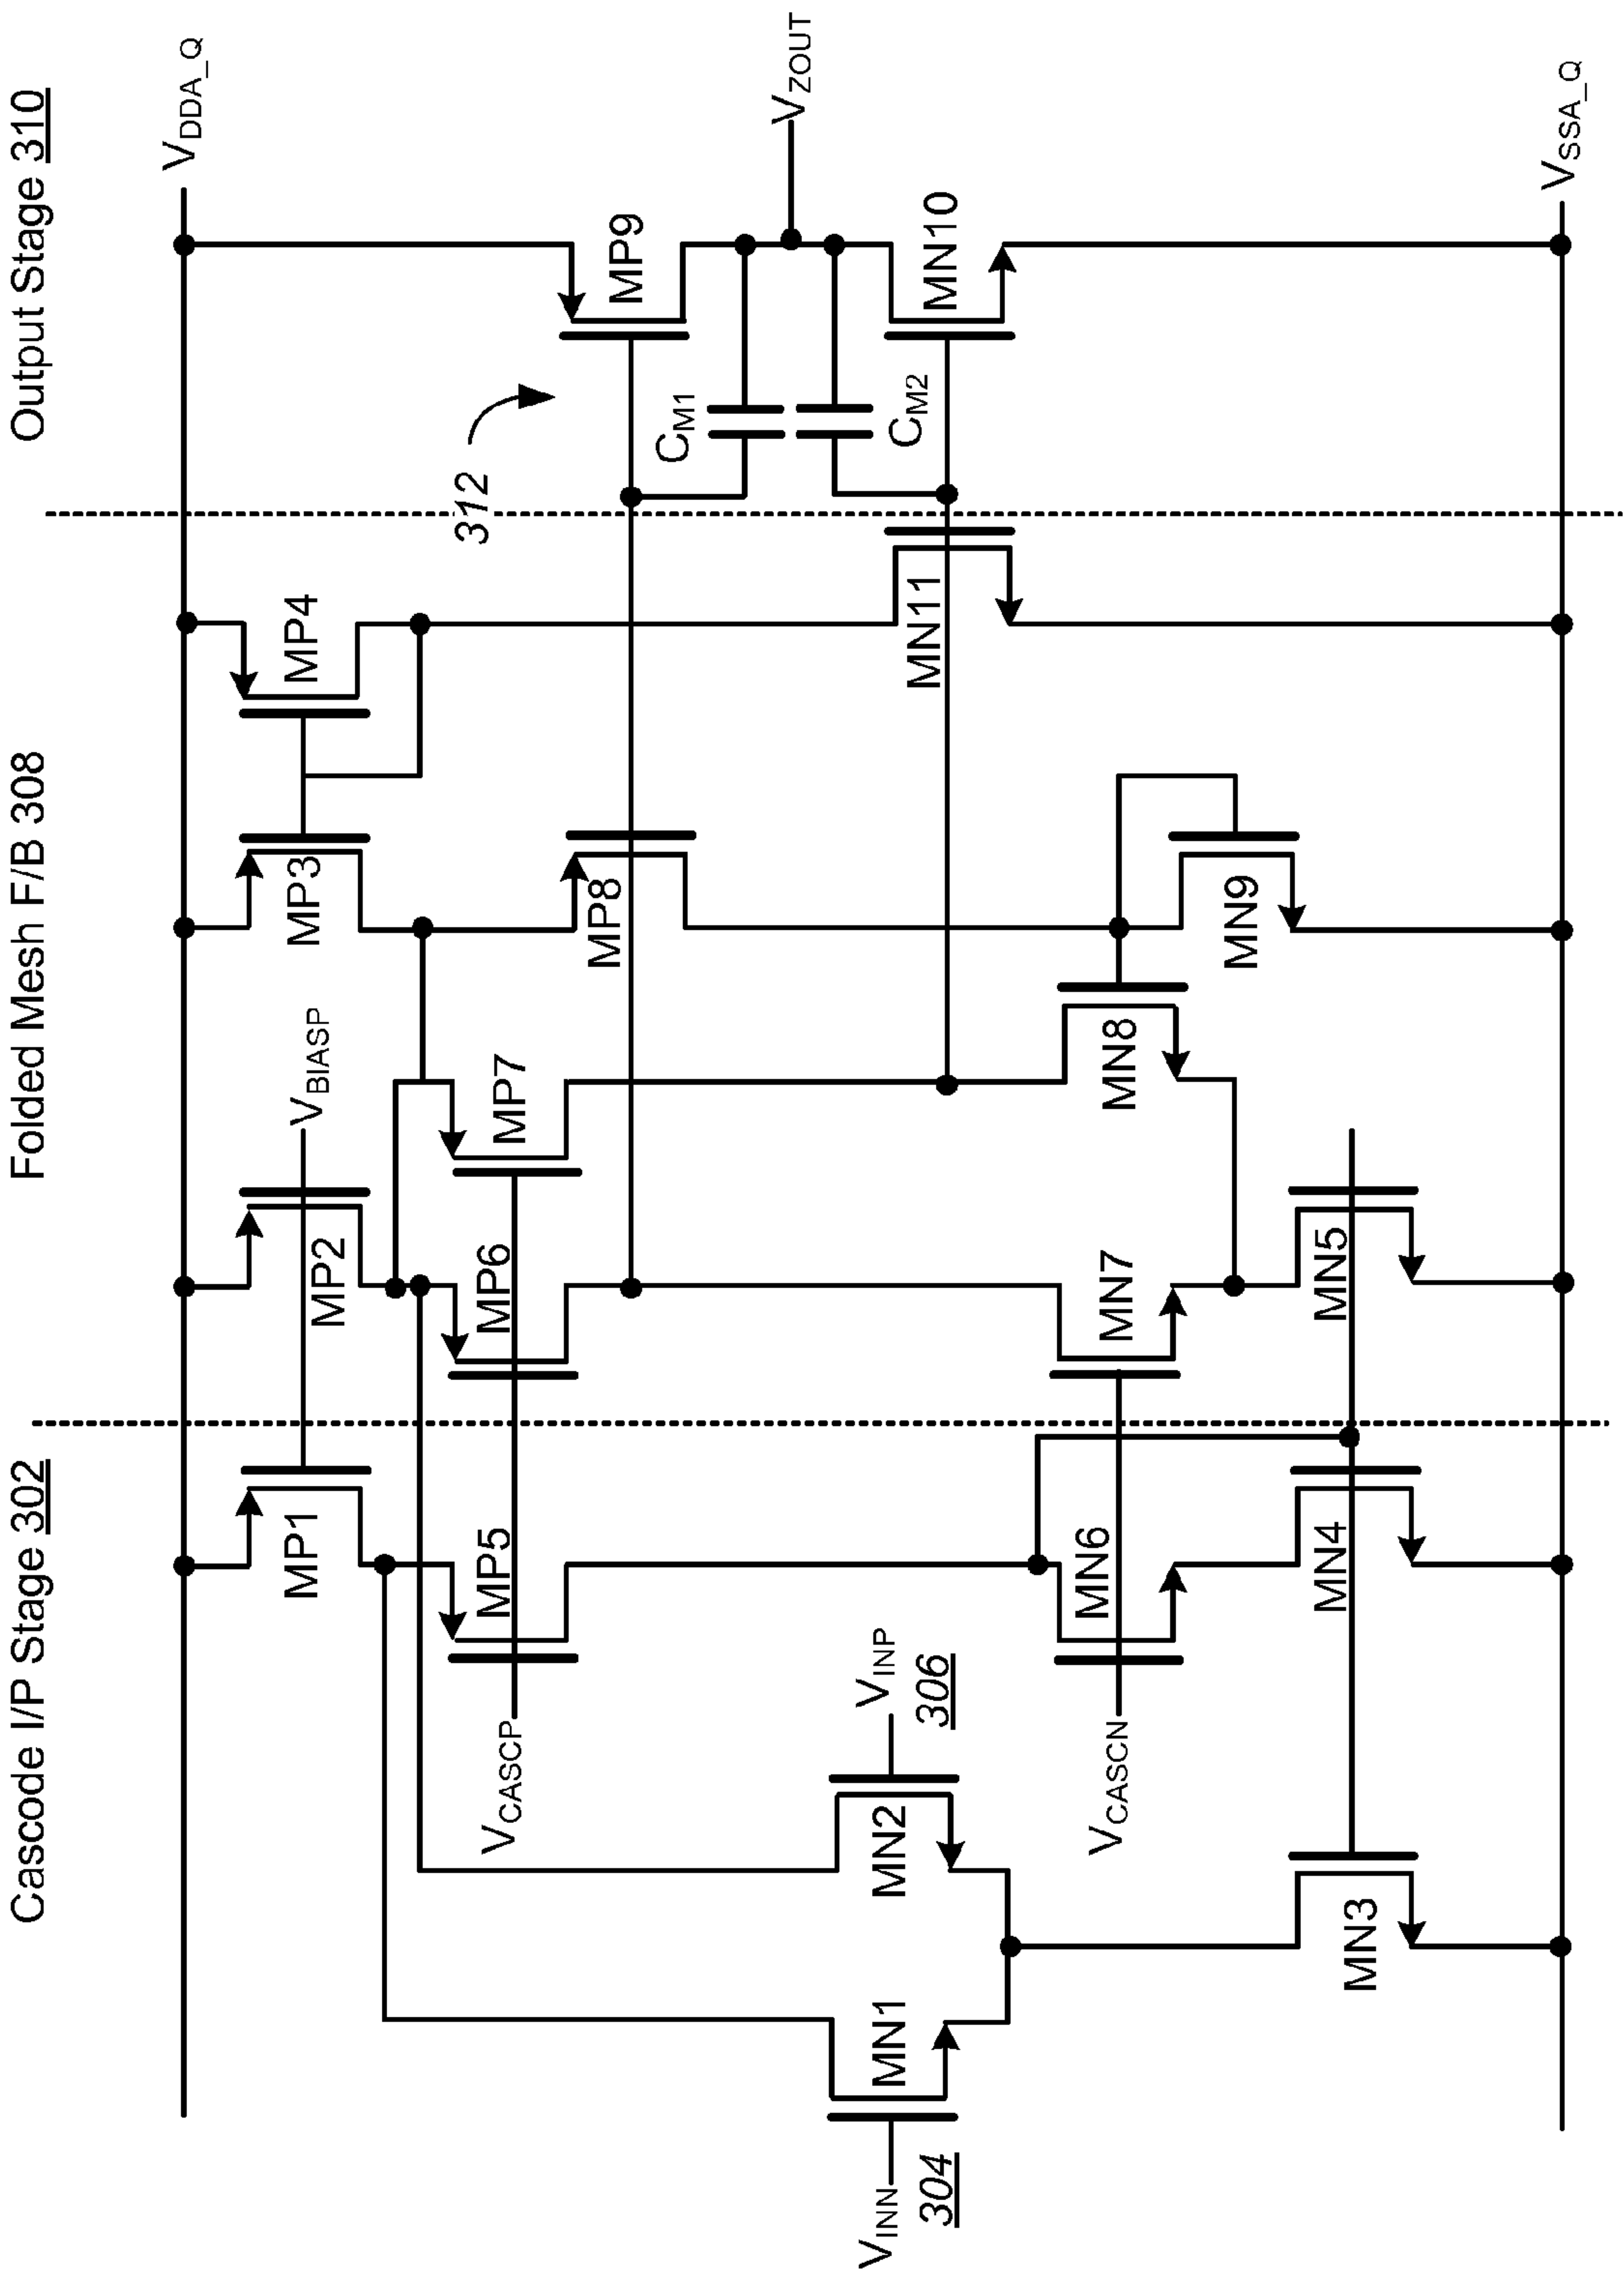 Cascode I/P Stage 302
Folded Mesh F/B 308
Output Stage 310
VDDA_Q
MP1
MP2
VBIASP
MP3
MP4
312
MP5
MP6
MP7
MP8
MP9
VCASCP
CM1
VZOUT
CM2
VINN
304
MN1
MN2
VINP
306
MN11
MN10
VCASCN
MN6
MN7
MN8
MN9
MN3
MN4
MN5
VSSA_Q